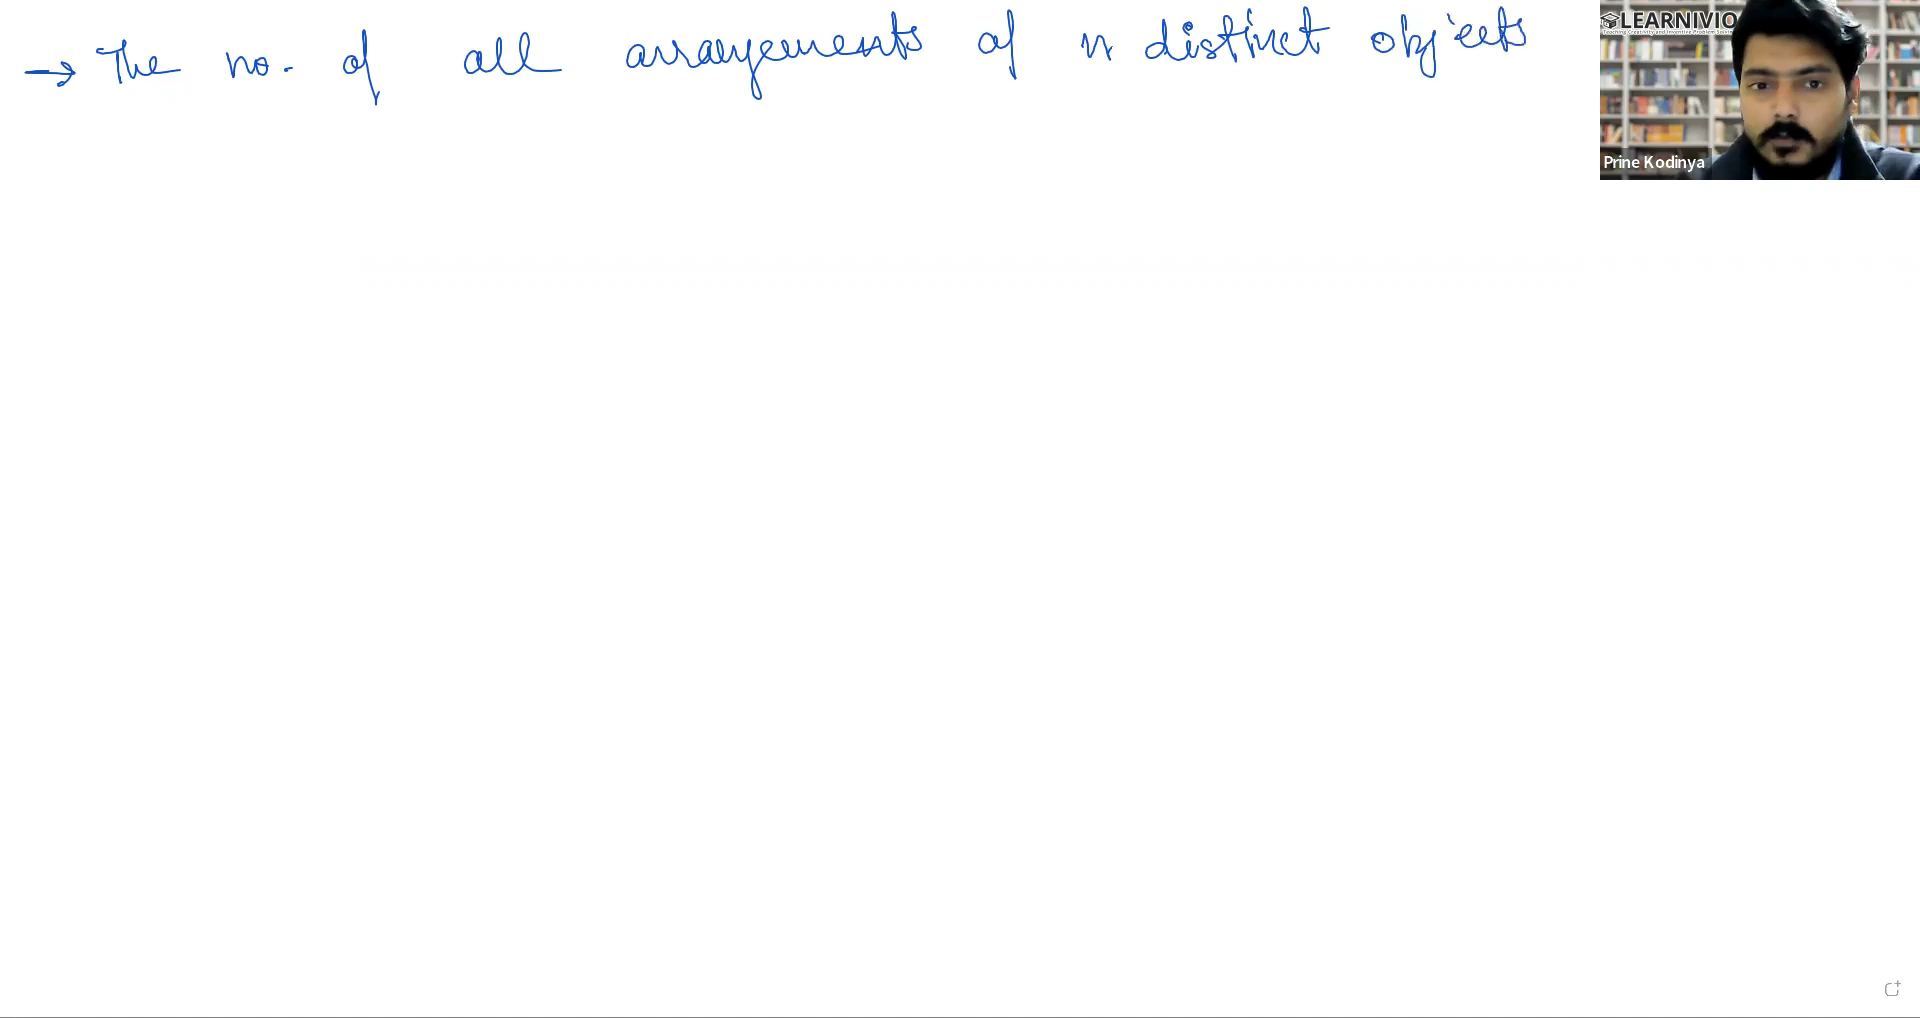 → The no. of all arrangements of n distinct objects
LEARNIVIO
Prine Kodinya